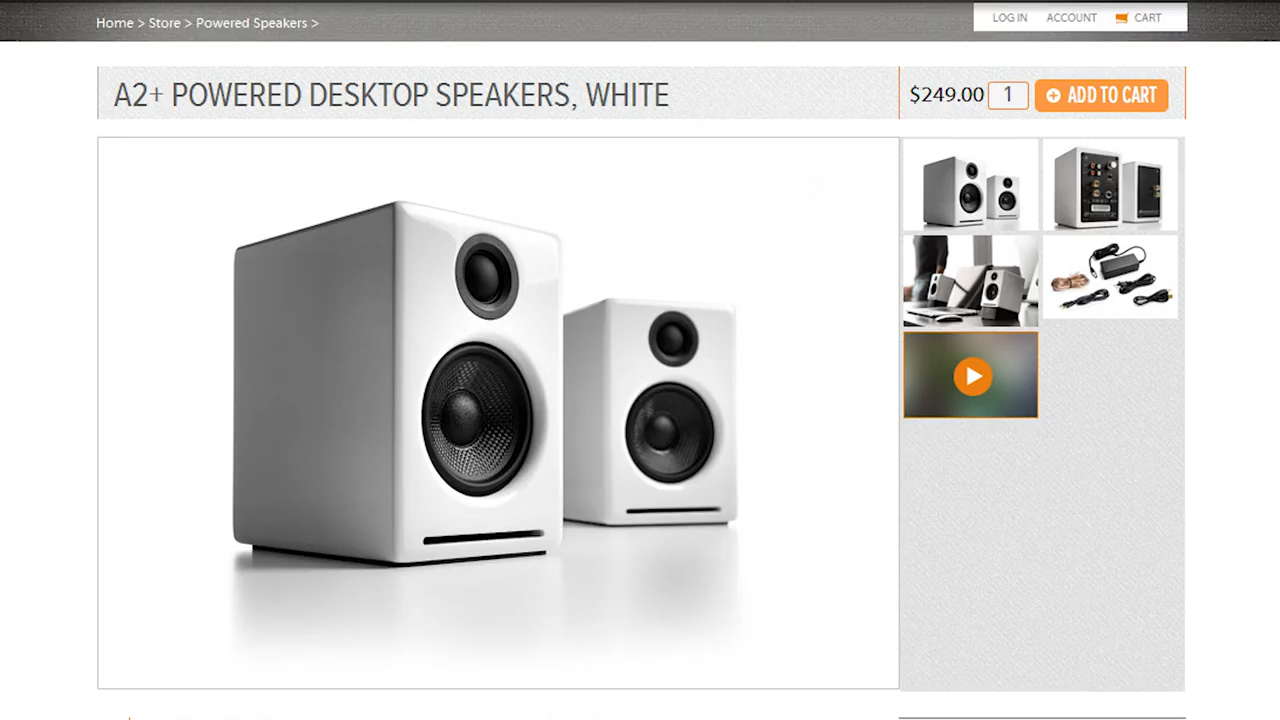 Home > Store > Powered Speakers >
LOG IN ACCOUNT CART
A2+ POWERED DESKTOP SPEAKERS, WHITE
$249.00 1 ADD TO CART